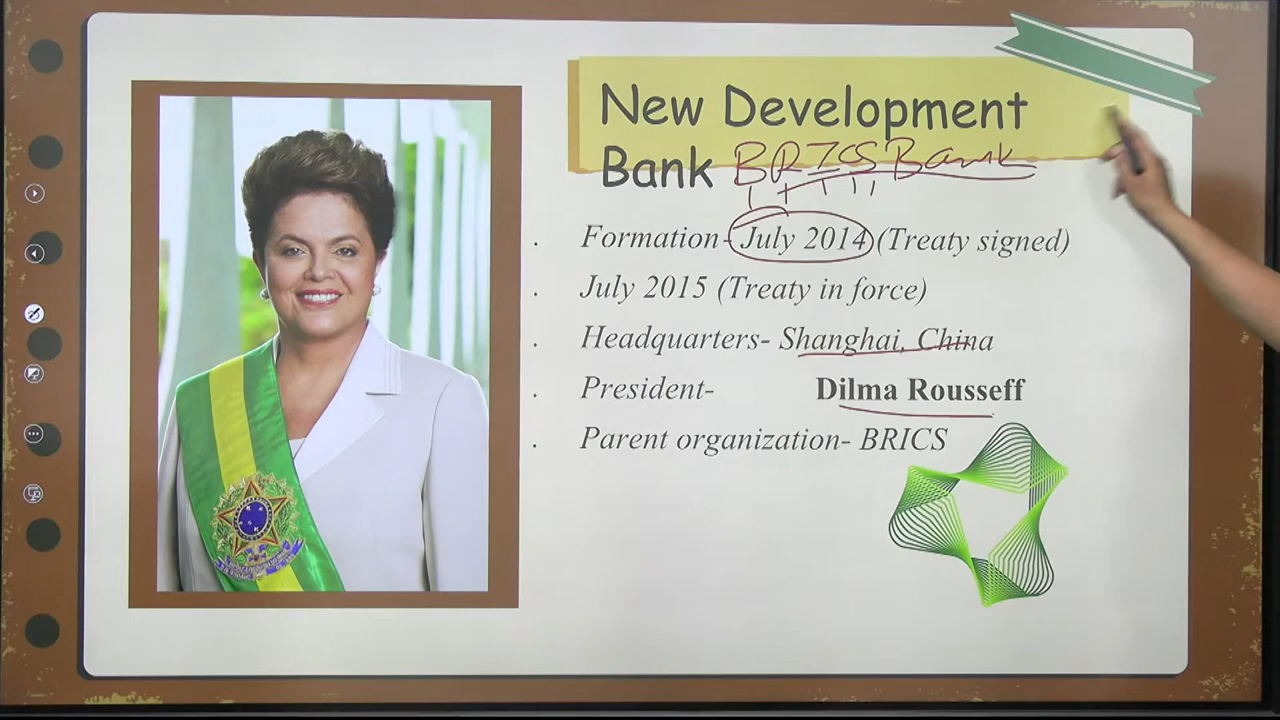 New Development
Bank BRICS Bank
. Formation- July 2014 (Treaty signed)
. July 2015 (Treaty in force)
. Headquarters- Shanghai, China
. President- Dilma Rousseff
. Parent organization- BRICS